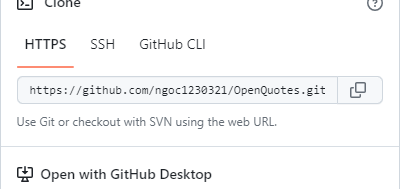 Clone
HTTPS SSH GitHub CLI
https://github.com/ngoc1230321/OpenQuotes.git
Use Git or checkout with SVN using the web URL.
Open with GitHub Desktop